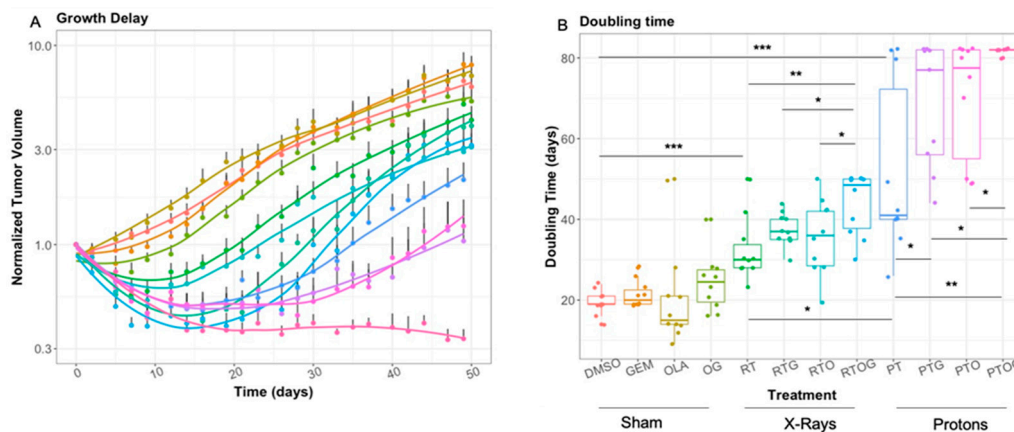 A Growth Delay
10.0
3.0
1.0
0.3
Normalized Tumor Volume
0 10 20 30 40 50
Time (days)
B Doubling time
80
60
40
20
Doubling Time (days)
***
**
*
*
***
*
*
*
*
**
DMSO GEM OLA OG RT RTG RTO RTOG PT PTG PTO PTOG
Treatment
Sham X-Rays Protons